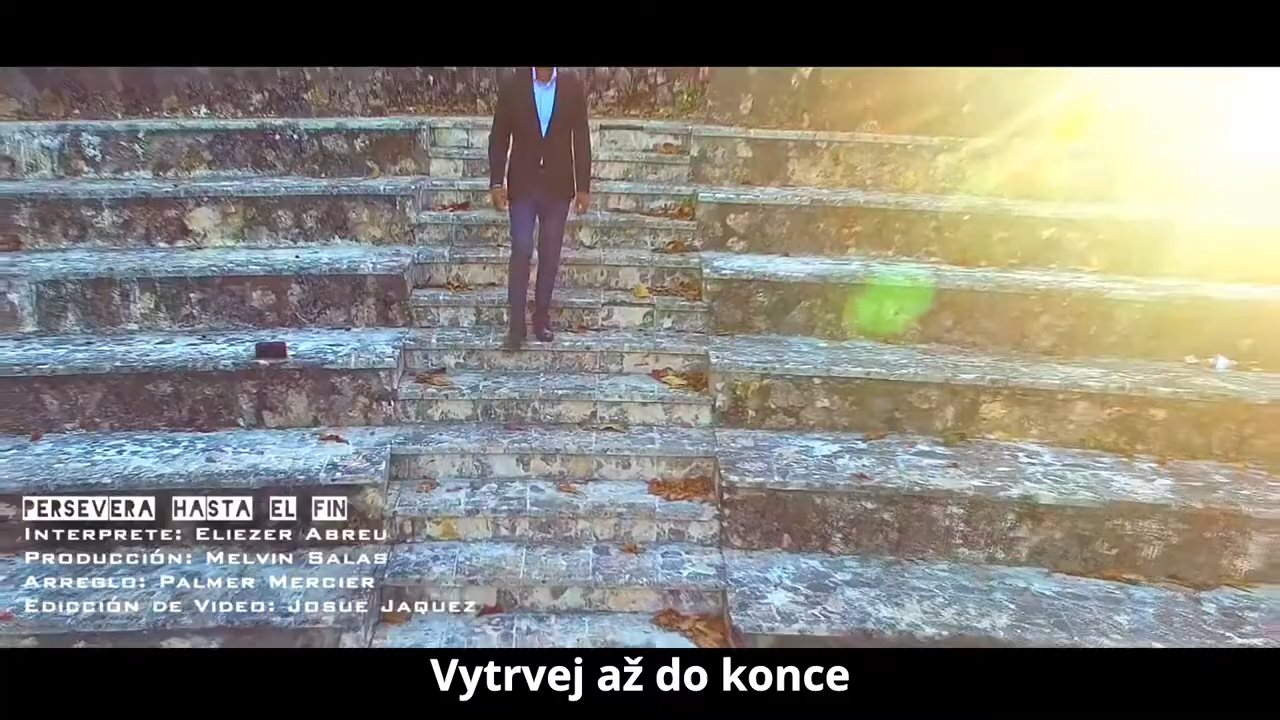 PERSEVERA HASTA EL FIN
INTERPRETE: ELIEZER ABREU
PRODUCCIÓN: MELVIN SALAS
ARREGLO: PALMER MERCIER
EDICCIÓN DE VIDEO: JOSUE JAQUEZ
Vytrvej až do konce